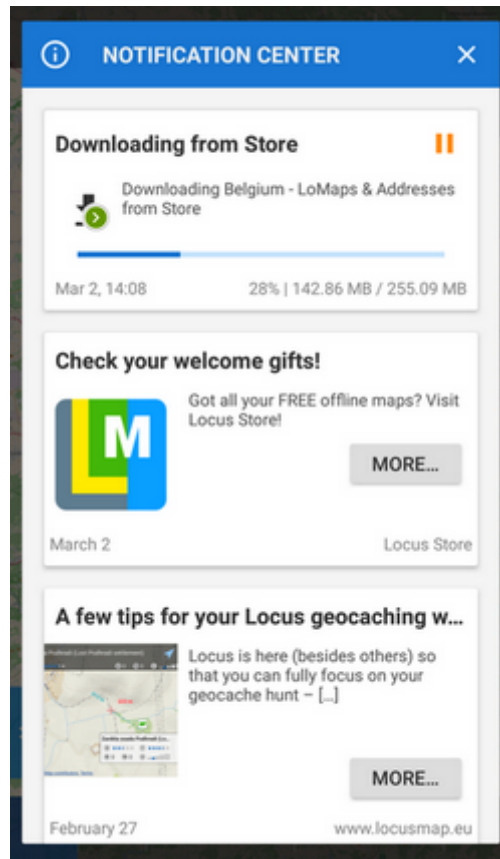 NOTIFICATION CENTER
Downloading from Store
Downloading Belgium - LoMaps & Addresses
from Store
Mar 2, 14:08
28% | 142.86 MB / 255.09 MB
Check your welcome gifts!
LM
Got all your FREE offline maps? Visit
Locus Store!
MORE...
March 2
Locus Store
A few tips for your Locus geocaching w...
Locus is here (besides others) so
that you can fully focus on your
geocache hunt – [...]
MORE...
February 27
www.locusmap.eu